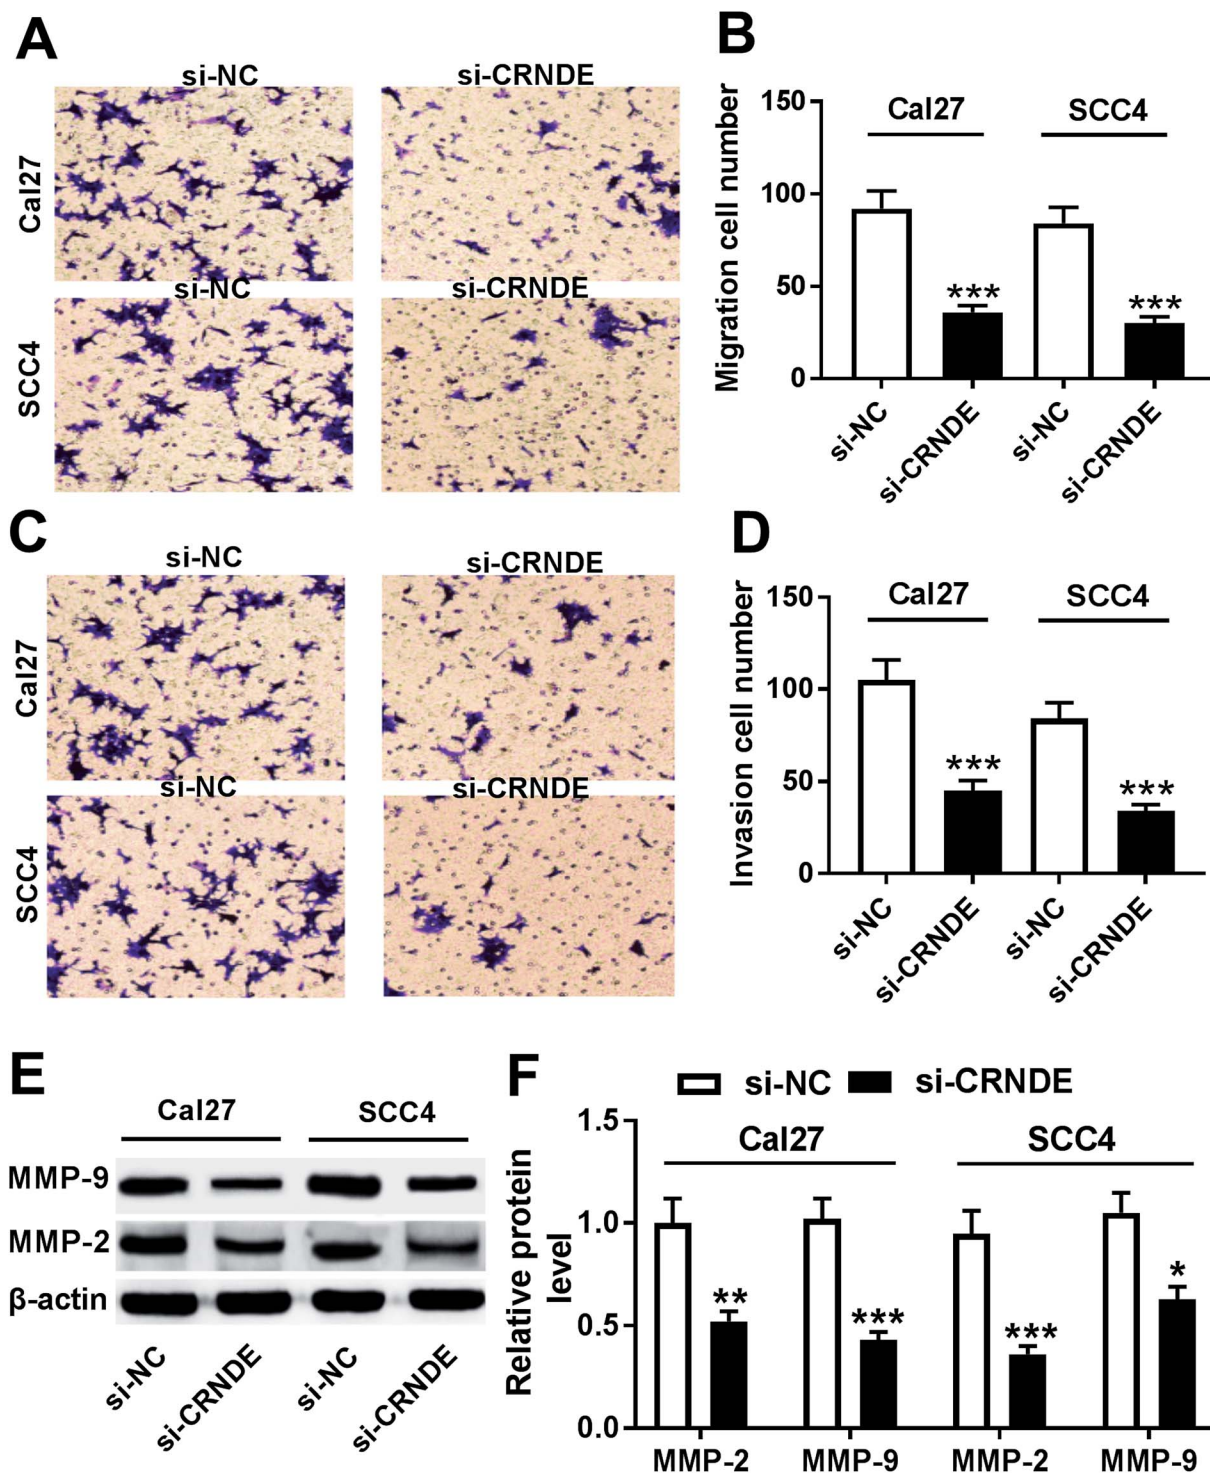 A
B
si-NC
si-CRNDE
Cal27
si-NC
si-CRNDE
SCC4
Migration cell number
150
100
50
0
Cal27
SCC4
***
***
si-NC
si-CRNDE
si-NC
si-CRNDE
C
D
si-NC
si-CRNDE
Cal27
si-NC
si-CRNDE
SCC4
Invasion cell number
150
100
50
0
Cal27
SCC4
***
***
si-NC
si-CRNDE
si-NC
si-CRNDE
E
Cal27
SCC4
MMP-9
MMP-2
β-actin
si-NC
si-CRNDE
si-NC
si-CRNDE
F
si-NC
si-CRNDE
Relative protein
level
1.5
1.0
0.5
0.0
Cal27
SCC4
**
***
***
*
MMP-2
MMP-9
MMP-2
MMP-9